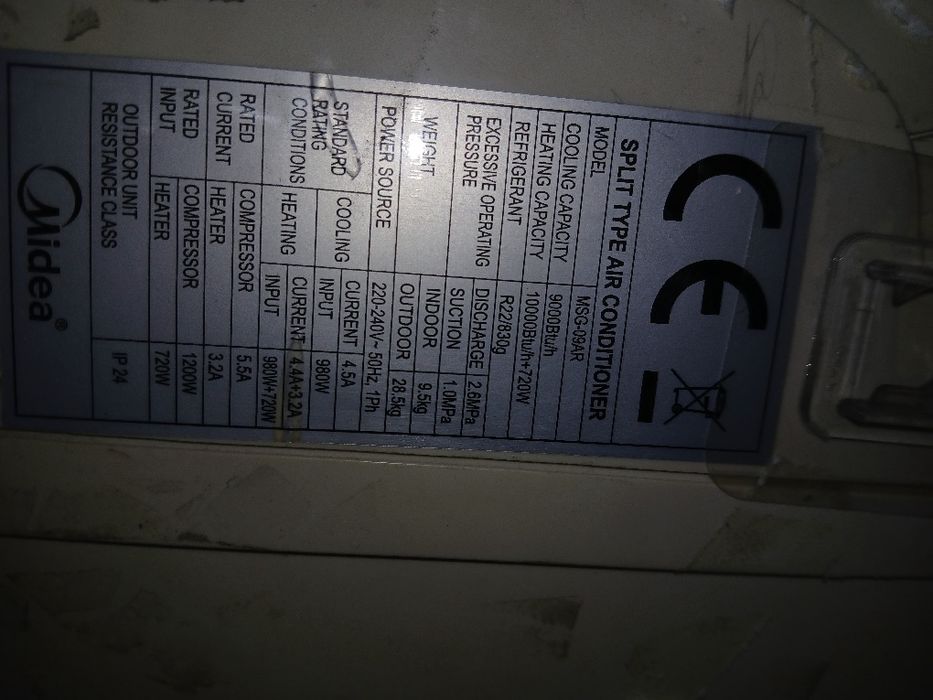 CE
SPLIT TYPE AIR CONDITIONER
MODEL MSG-09AR
COOLING CAPACITY 9000Btu/h
HEATING CAPACITY 10000Btu/h+720W
REFRIGERANT R22/830g
EXCESSIVE OPERATING PRESSURE DISCHARGE 2.6MPa
SUCTION 1.0MPa
WEIGHT INDOOR 9.5kg
OUTDOOR 28.5kg
POWER SOURCE 220-240V~ 50Hz, 1Ph
STANDARD RATING CONDITIONS COOLING CURRENT 4.5A
INPUT 980W
HEATING CURRENT 4.4A+3.2A
INPUT 980W+720W
RATED CURRENT COMPRESSOR 5.5A
HEATER 3.2A
RATED INPUT COMPRESSOR 1200W
HEATER 720W
OUTDOOR UNIT RESISTANCE CLASS IP 24
Midea®